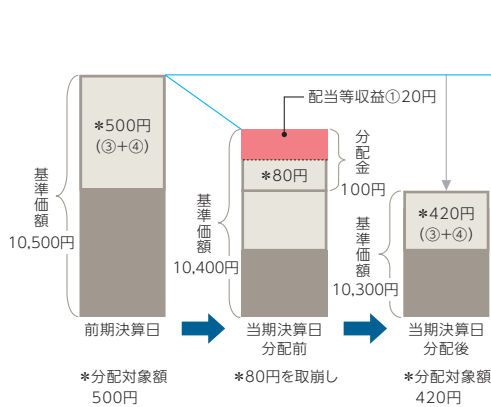 配当等収益①20円
*500円
(③+④)
分配金
*80円
100円
基準価額
10,500円
基準価額
10,400円
*420円
(③+④)
基準価額
10,300円
前期決算日
当期決算日
分配前
当期決算日
分配後
*分配対象額
500円
*80円を取崩し
*分配対象額
420円